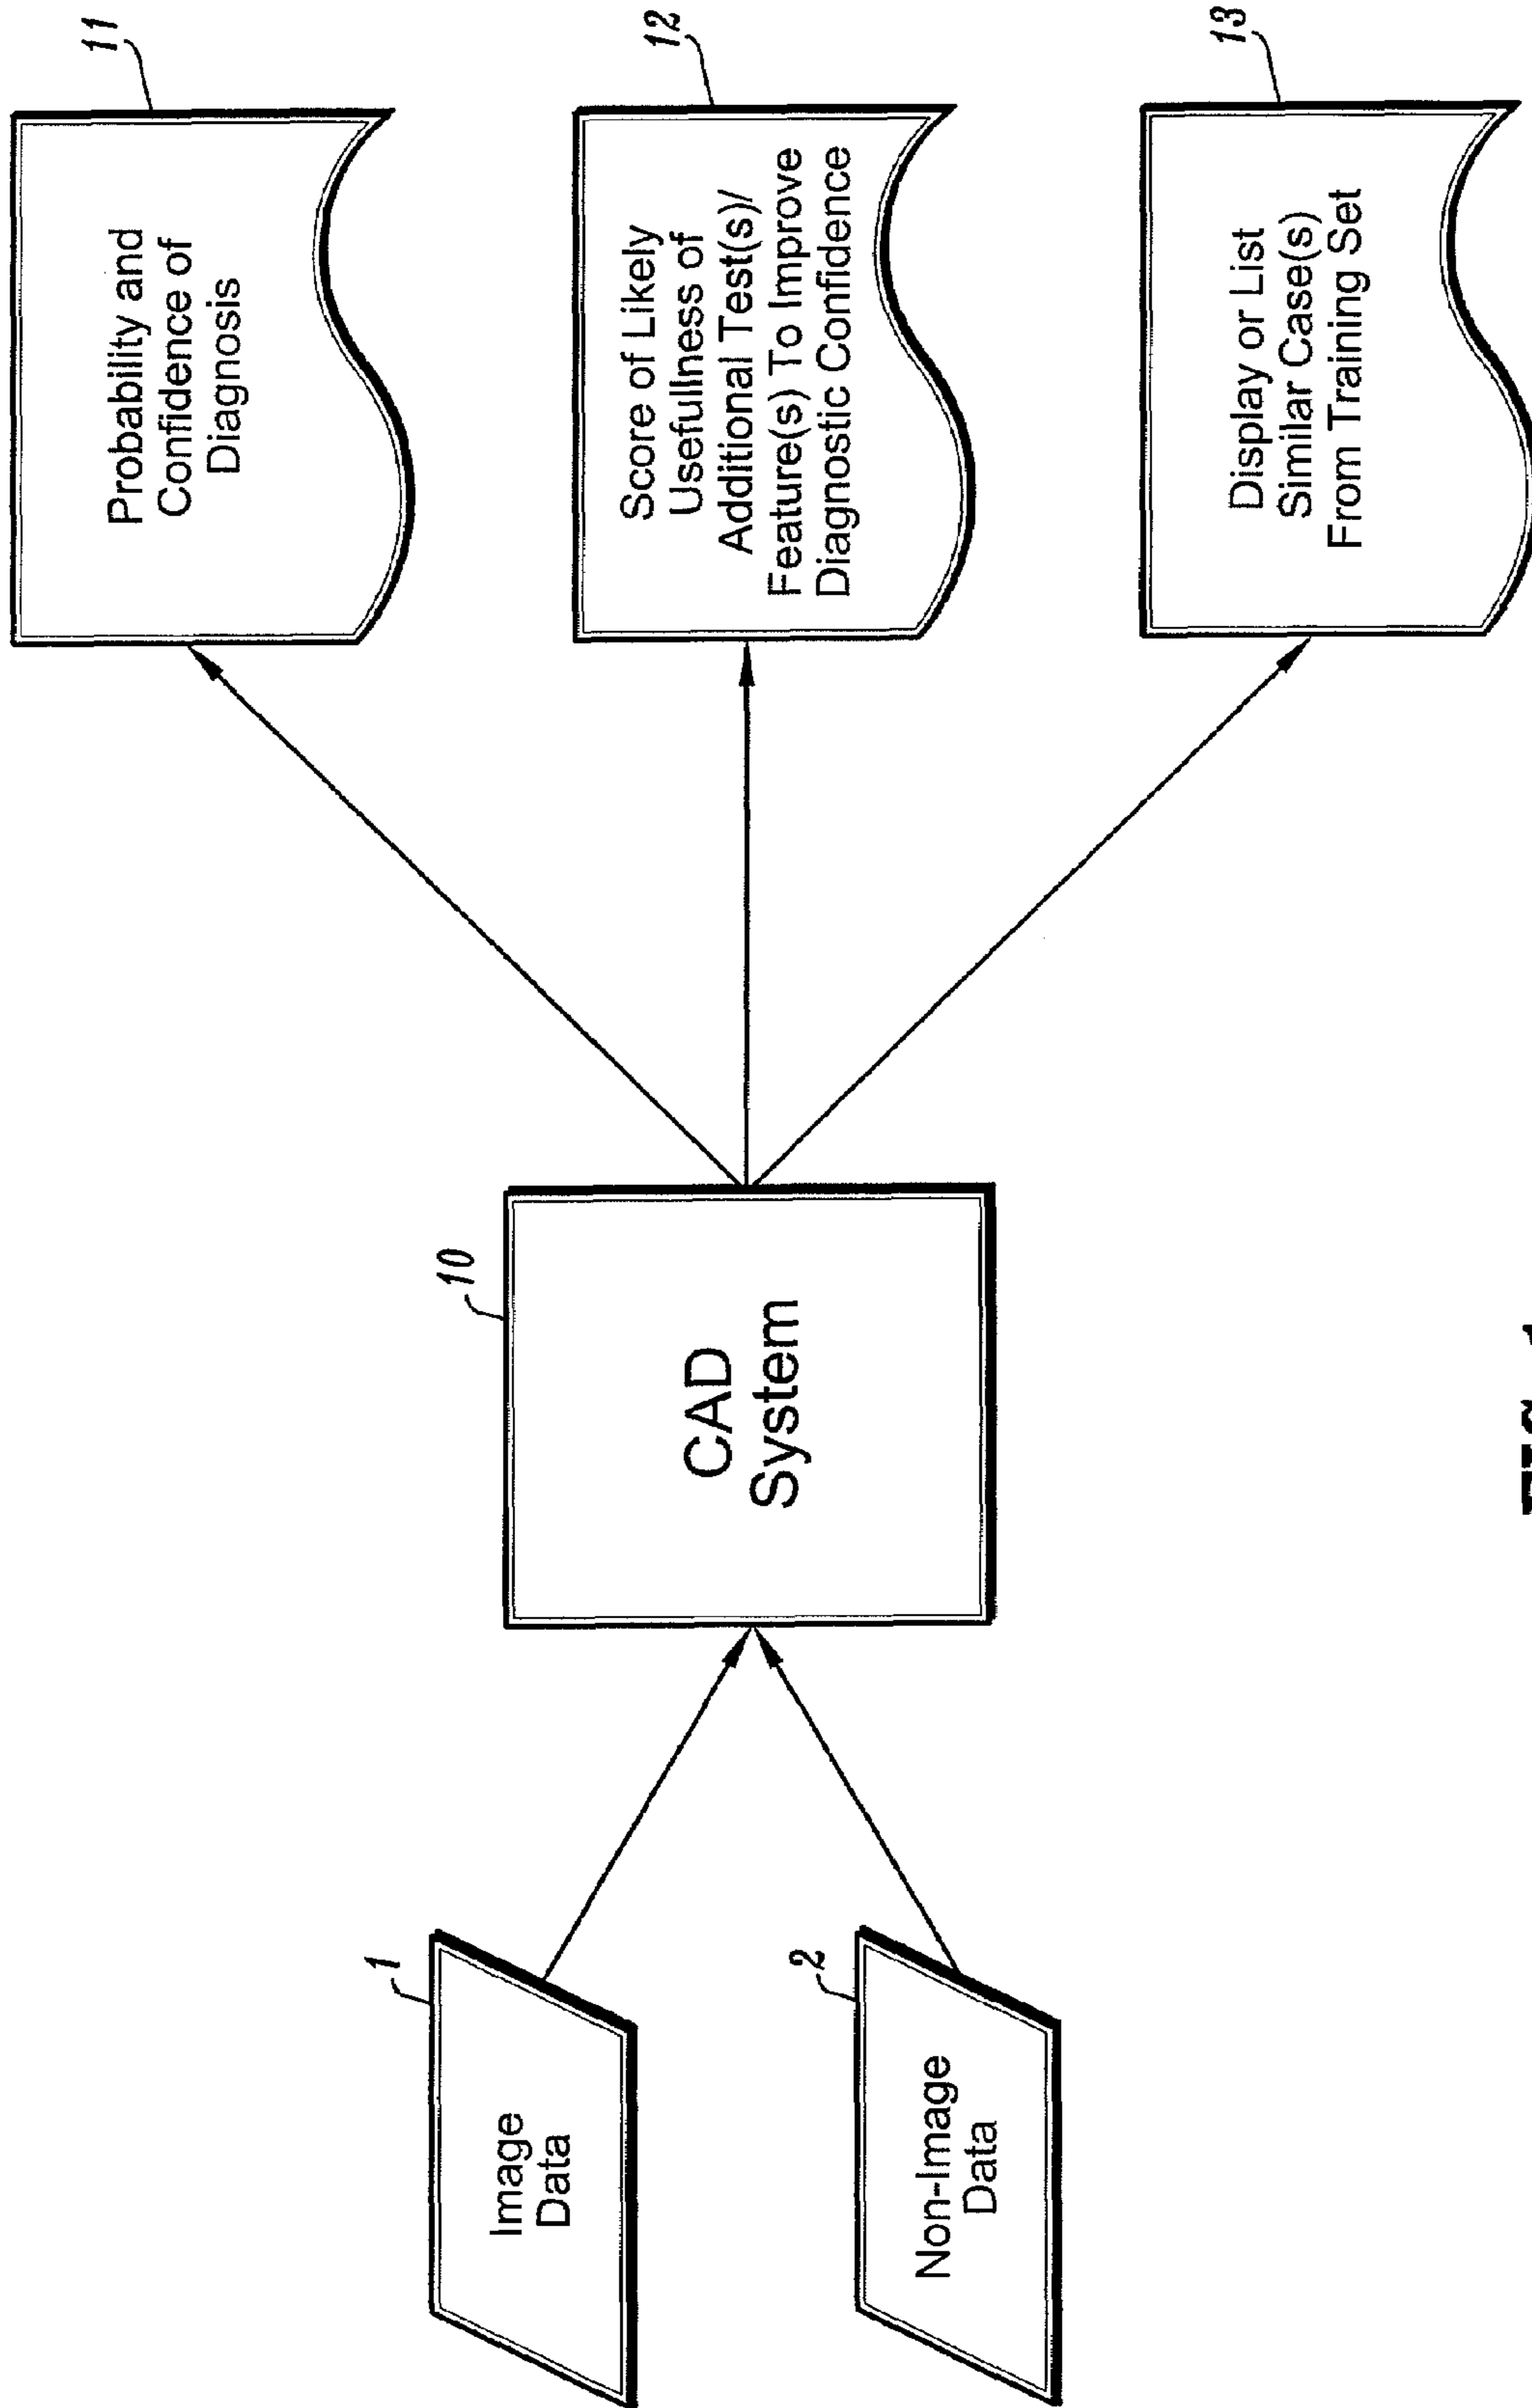 1
Image
Data
2
Non-Image
Data
10
CAD
System
11
Probability and
Confidence of
Diagnosis
12
Score of Likely
Usefullness of
Additional Test(s)/
Feature(s) To Improve
Diagnostic Confidence
13
Display or List
Similar Case(s)
From Training Set